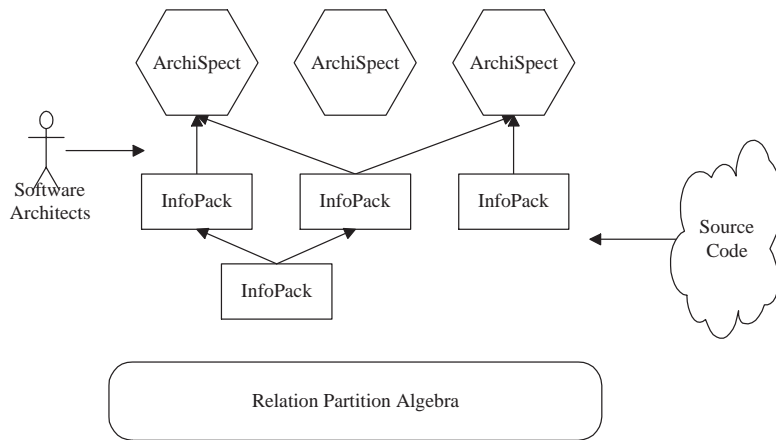 ArchiSpect
ArchiSpect
ArchiSpect
Software
Architects
InfoPack
InfoPack
InfoPack
Source
Code
InfoPack
Relation Partition Algebra